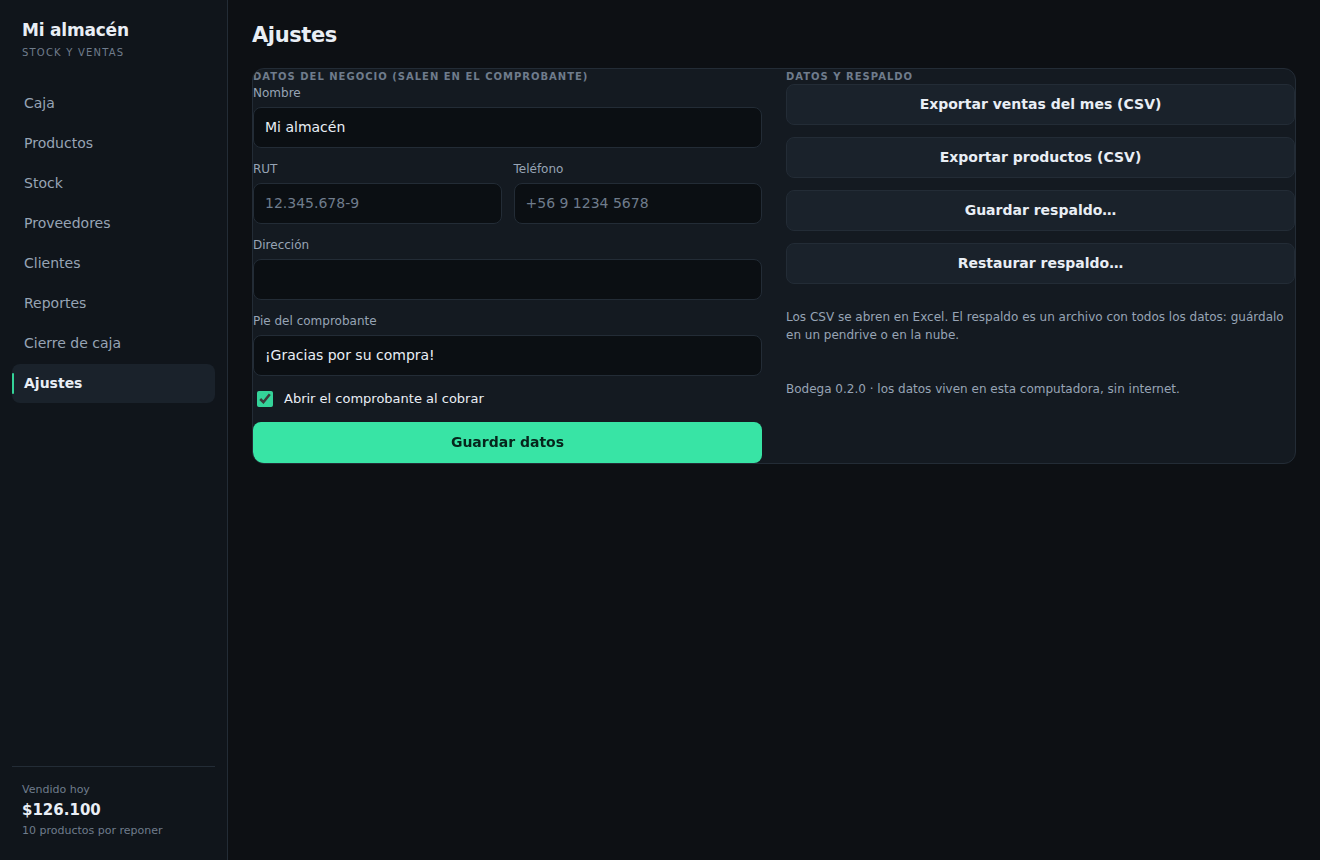 Mi almacén
STOCK Y VENTAS
Caja
Productos
Stock
Proveedores
Clientes
Reportes
Cierre de caja
Ajustes
Vendido hoy
$126.100
10 productos por reponer
Ajustes
DATOS DEL NEGOCIO (SALEN EN EL COMPROBANTE)
Nombre
Mi almacén
RUT
Teléfono
12.345.678-9
+56 9 1234 5678
Dirección
Pie del comprobante
¡Gracias por su compra!
Abrir el comprobante al cobrar
Guardar datos
DATOS Y RESPALDO
Exportar ventas del mes (CSV)
Exportar productos (CSV)
Guardar respaldo…
Restaurar respaldo…
Los CSV se abren en Excel. El respaldo es un archivo con todos los datos: guárdalo
en un pendrive o en la nube.
Bodega 0.2.0 · los datos viven en esta computadora, sin internet.